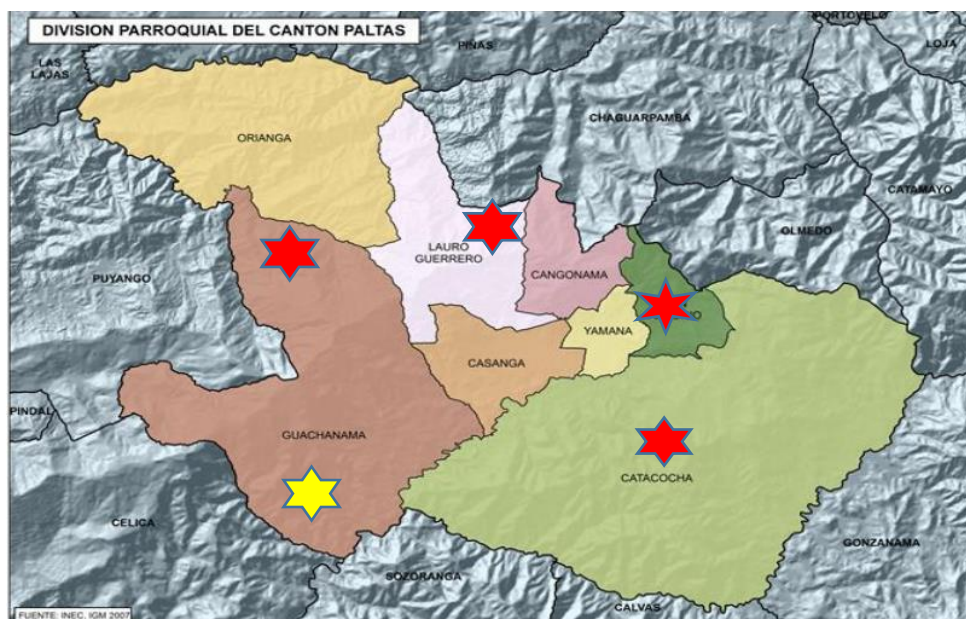 DIVISION PARROQUIAL DEL CANTON PALTAS
PORTOVELO
LOJA
PIÑAS
LAS
LAJAS
CHAGUARPAMBA
ORIANGA
CATAMAYO
OLMEDO
LAURO
GUERRERO
CANGONAMA
PUYANGO
YAMANA
CASANGA
PINDAL
GUACHANAMA
CATACOCHA
CELICA
GONZANAMA
SOZORANGA
CALVAS
FUENTE: INEC, IGM 2007